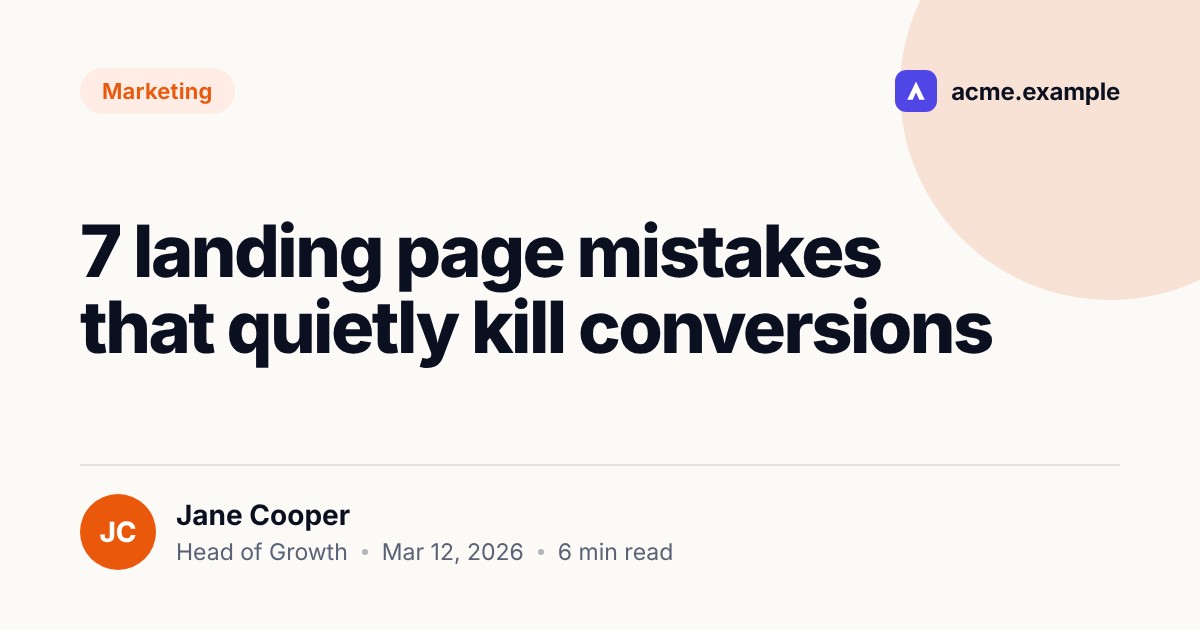 Marketing
acme.example
7 landing page mistakes
that quietly kill conversions
JC
Jane Cooper
Head of Growth • Mar 12, 2026 • 6 min read